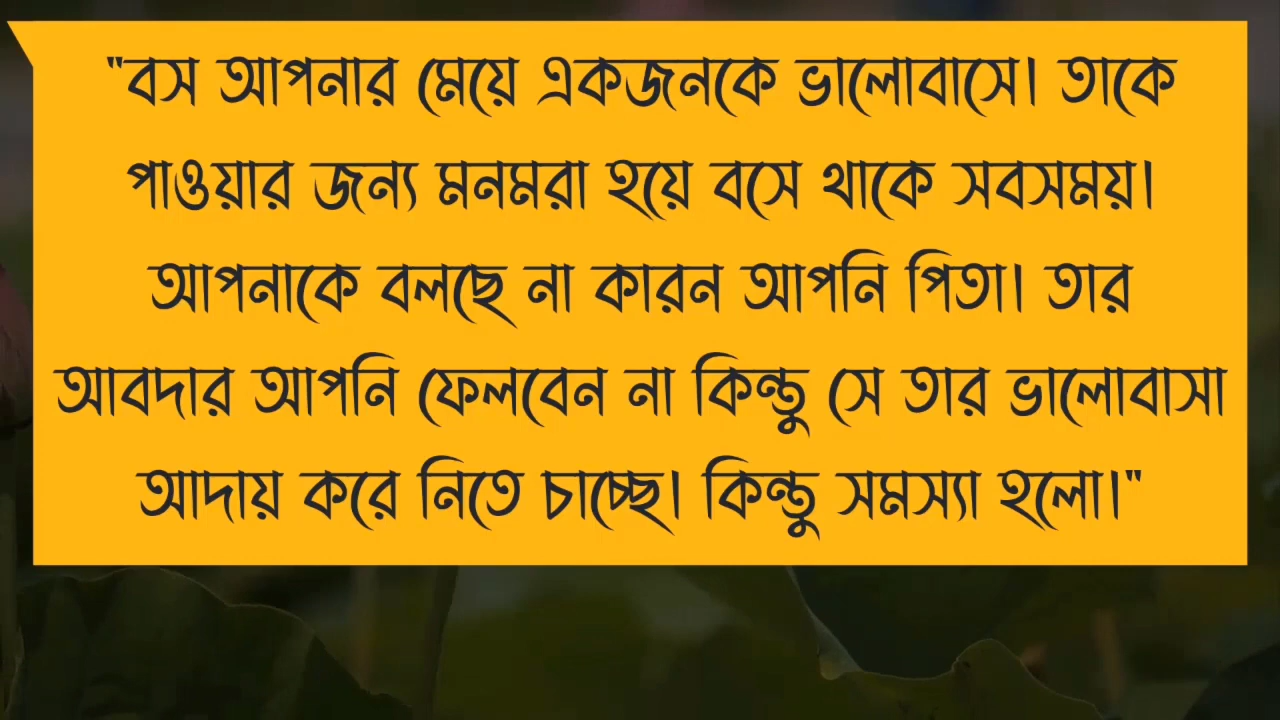 "বস আপনার মেয়ে একজনকে ভালোবাসে। তাকে
পাওয়ার জন্য মনমরা হয়ে বসে থাকে সবসময়।
আপনাকে বলছে না কারন আপনি পিতা। তার
আবদার আপনি ফেলবেন না কিন্তু সে তার ভালোবাসা
আদায় করে নিতে চাচ্ছে। কিন্তু সমস্যা হলো।"